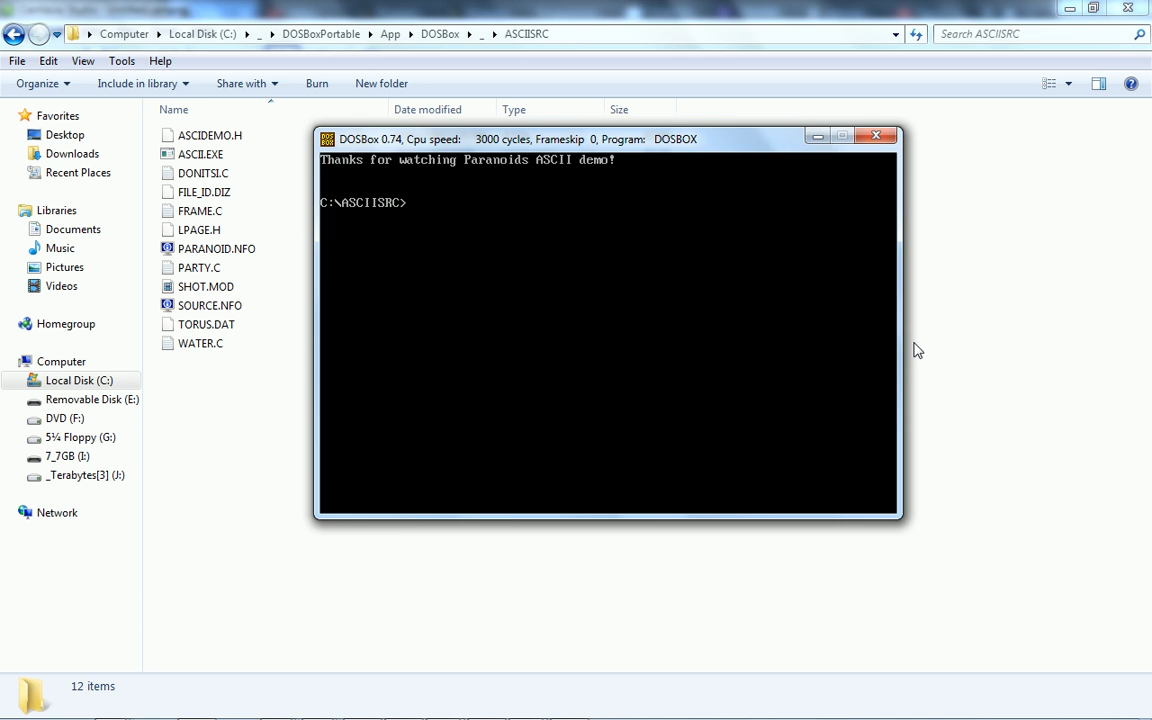 Computer
Local Disk (C:)
_
DOSBoxPortable
App
DOSBox
_
ASCIISRC
Search ASCIISRC
File Edit View Tools Help
Organize
Include in library
Share with
Burn
New folder
Name
Date modified
Type
Size
Favorites
Desktop
Downloads
Recent Places
Libraries
Documents
Music
Pictures
Videos
Homegroup
Computer
Local Disk (C:)
Removable Disk (E:)
DVD (F:)
5¼ Floppy (G:)
7_7GB (I:)
_Terabytes[3] (J:)
Network
ASCIDEMO.H
ASCII.EXE
DONITSI.C
FILE_ID.DIZ
FRAME.C
LPAGE.H
PARANOID.NFO
PARTY.C
SHOT.MOD
SOURCE.NFO
TORUS.DAT
WATER.C
DOSBox 0.74, Cpu speed: 3000 cycles, Frameskip 0, Program: DOSBOX
DOS BOX
Thanks for watching Paranoids ASCII demo!
C:\ASCIISRC>
12 items